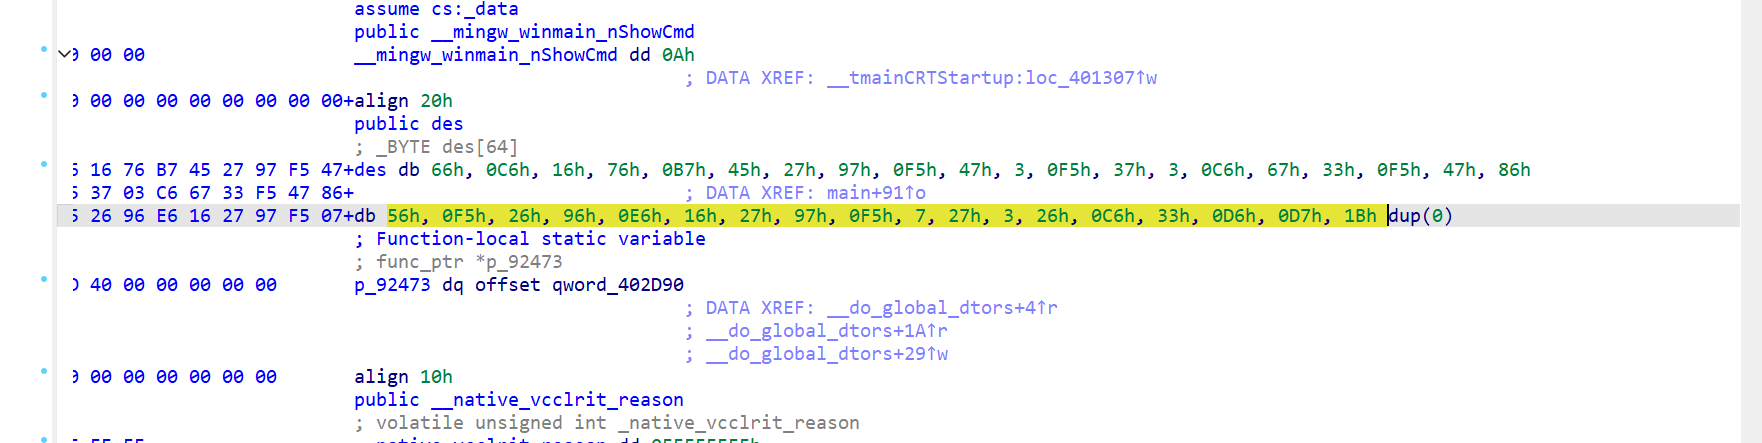 assume cs:_data
public __mingw_winmain_nShowCmd
00 00 __mingw_winmain_nShowCmd dd 0Ah
; DATA XREF: __tmainCRTStartup:loc_401307↑w
00 00 00 00 00 00 00 00 00+align 20h
public des
; _BYTE des[64]
16 76 B7 45 27 97 F5 47+des db 66h, 0C6h, 16h, 76h, 0B7h, 45h, 27h, 97h, 0F5h, 47h, 3, 0F5h, 37h, 3, 0C6h, 67h, 33h, 0F5h, 47h, 86h
37 03 C6 67 33 F5 47 86+ ; DATA XREF: main+91↑o
26 96 E6 16 27 97 F5 07+db 56h, 0F5h, 26h, 96h, 0E6h, 16h, 27h, 97h, 0F5h, 7, 27h, 3, 26h, 0C6h, 33h, 0D6h, 0D7h, 1Bh dup(0)
; Function-local static variable
; func_ptr *p_92473
40 00 00 00 00 00 p_92473 dq offset qword_402D90
; DATA XREF: __do_global_dtors+4↑r
; __do_global_dtors+1A↑r
; __do_global_dtors+29↑w
00 00 00 00 00 00 align 10h
public __native_vcclrit_reason
; volatile unsigned int _native_vcclrit_reason